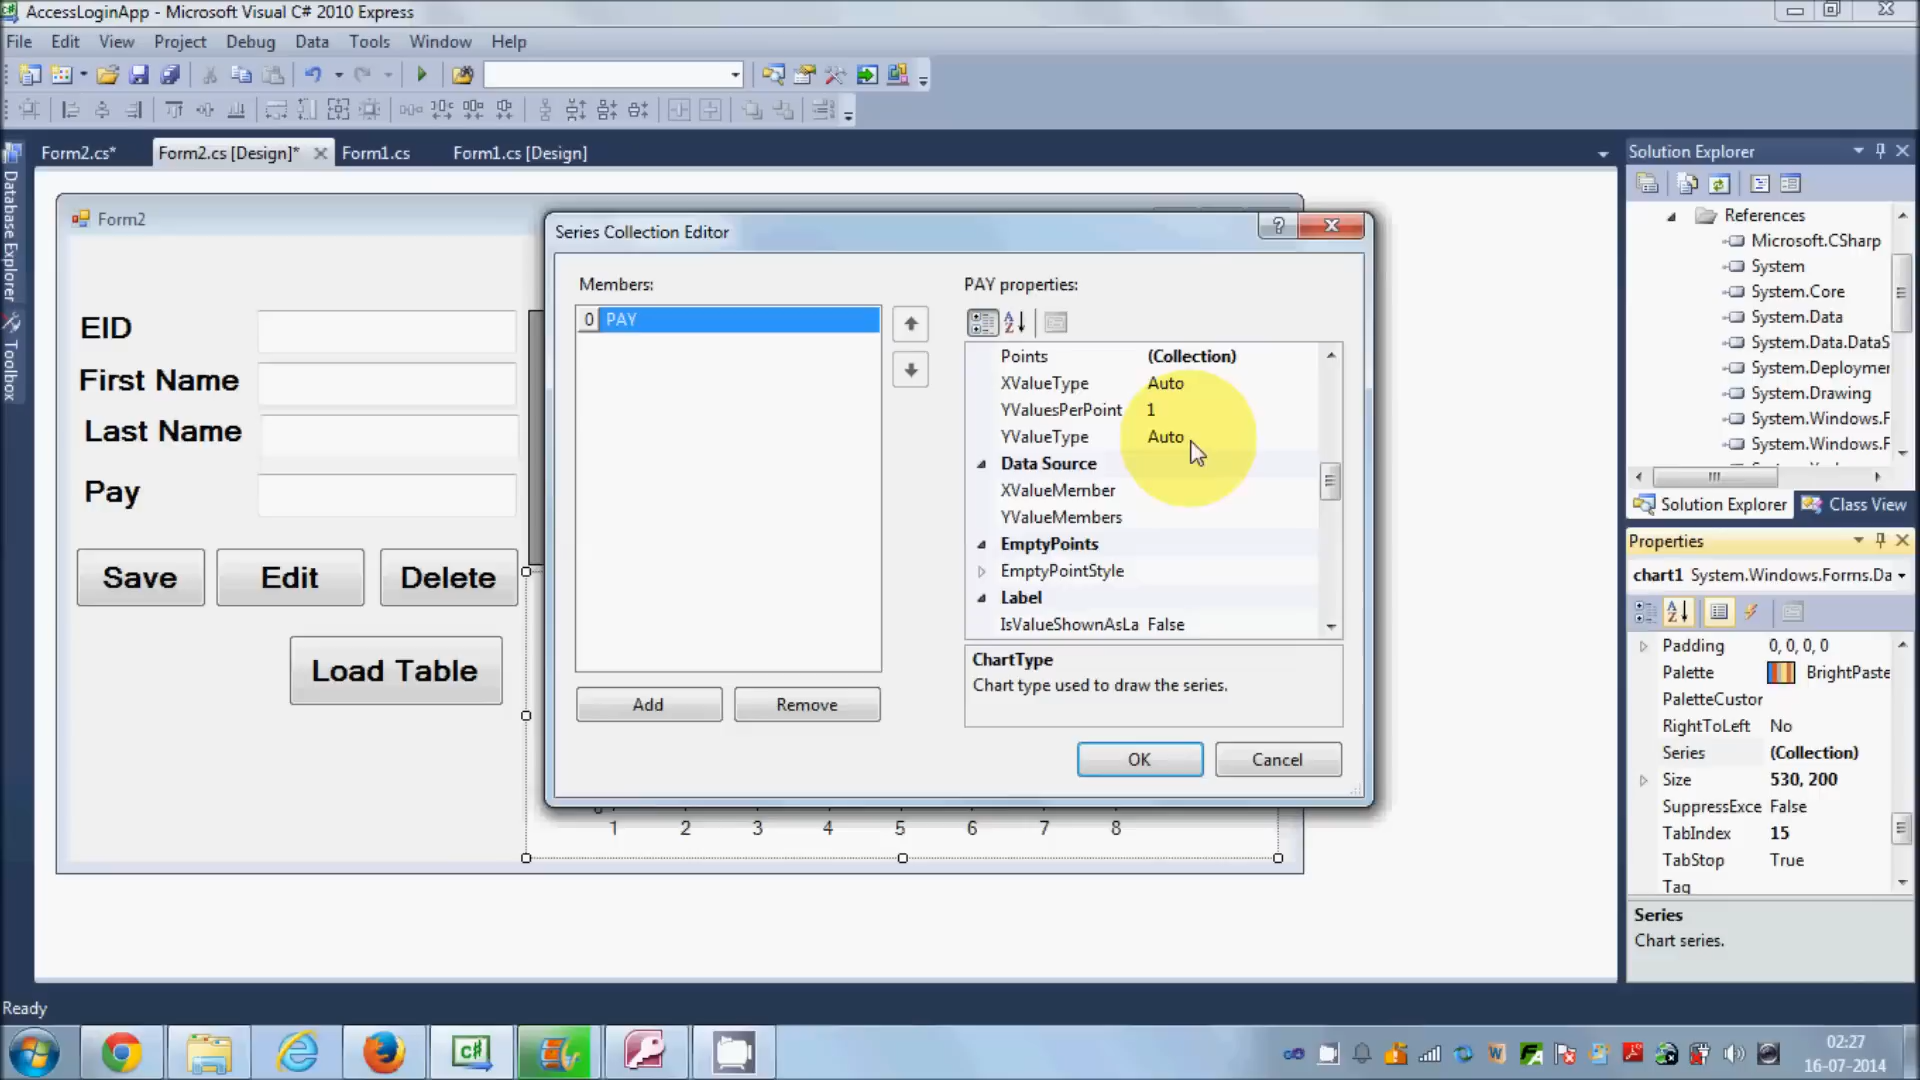 AccessLoginApp - Microsoft Visual C# 2010 Express
File Edit View Project Debug Data Tools Window Help
Form2.cs* Form2.cs [Design]* Form1.cs Form1.cs [Design]
Database Explorer
Toolbox
Form2
EID
First Name
Last Name
Pay
Save Edit Delete
Load Table
1 2 3 4 5 6 7 8
Series Collection Editor
Members:
0 PAY
Add Remove
PAY properties:
Points (Collection)
XValueType Auto
YValuesPerPoint 1
YValueType Auto
Data Source
XValueMember
YValueMembers
EmptyPoints
EmptyPointStyle
Label
IsValueShownAsLa False
ChartType
Chart type used to draw the series.
OK Cancel
Solution Explorer
References
Microsoft.CSharp
System
System.Core
System.Data
System.Data.DataS
System.Deploymer
System.Drawing
System.Windows.F
System.Windows.F
Solution Explorer Class View
Properties
chart1 System.Windows.Forms.Da
Padding 0, 0, 0, 0
Palette BrightPaste
PaletteCustor
RightToLeft No
Series (Collection)
Size 530, 200
SuppressExce False
TabIndex 15
TabStop True
Tag
Series
Chart series.
Ready
02:27
16-07-2014